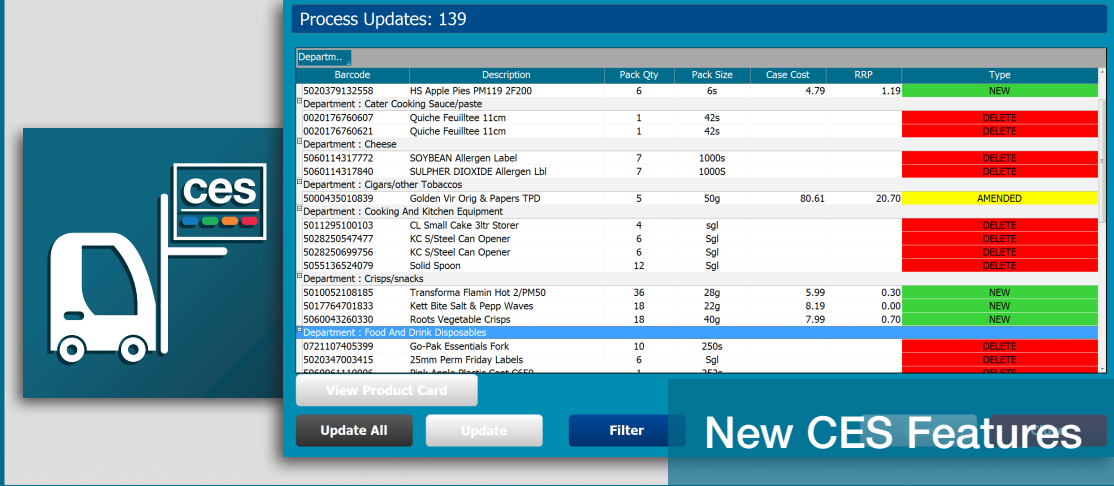 Process Updates: 139
Departm..
Barcode Description Pack Qty Pack Size Case Cost RRP Type
5020379132558 HS Apple Pies PM119 2F200 6 6s 4.79 1.19 NEW
Department : Cater Cooking Sauce/paste
0020176760607 Quiche Feuilltee 11cm 1 42s DELETE
0020176760621 Quiche Feuilltee 11cm 1 42s DELETE
Department : Cheese
5060114317772 SOYBEAN Allergen Label 7 1000s DELETE
5060114317840 SULPHER DIOXIDE Allergen Lbl 7 1000S DELETE
Department : Cigars/other Tobaccos
5000435010839 Golden Vir Orig & Papers TPD 5 50g 80.61 20.70 AMENDED
Department : Cooking And Kitchen Equipment
5011295100103 CL Small Cake 3ltr Storer 4 sgl DELETE
5028250547477 KC S/Steel Can Opener 6 Sgl DELETE
5028250699756 KC S/Steel Can Opener 6 Sgl DELETE
5055136524079 Solid Spoon 12 Sgl DELETE
Department : Crisps/snacks
5010052108185 Transforma Flamin Hot 2/PM50 36 28g 5.99 0.30 NEW
5017764701833 Kett Bite Salt & Pepp Waves 18 22g 8.19 0.00 NEW
5060043260330 Roots Vegetable Crisps 18 40g 7.99 0.70 NEW
Department : Food And Drink Disposables
0721107405399 Go-Pak Essentials Fork 10 250s DELETE
5020347003415 25mm Perm Friday Labels 6 Sgl DELETE
ces
View Product Card
Update All Update Filter
New CES Features